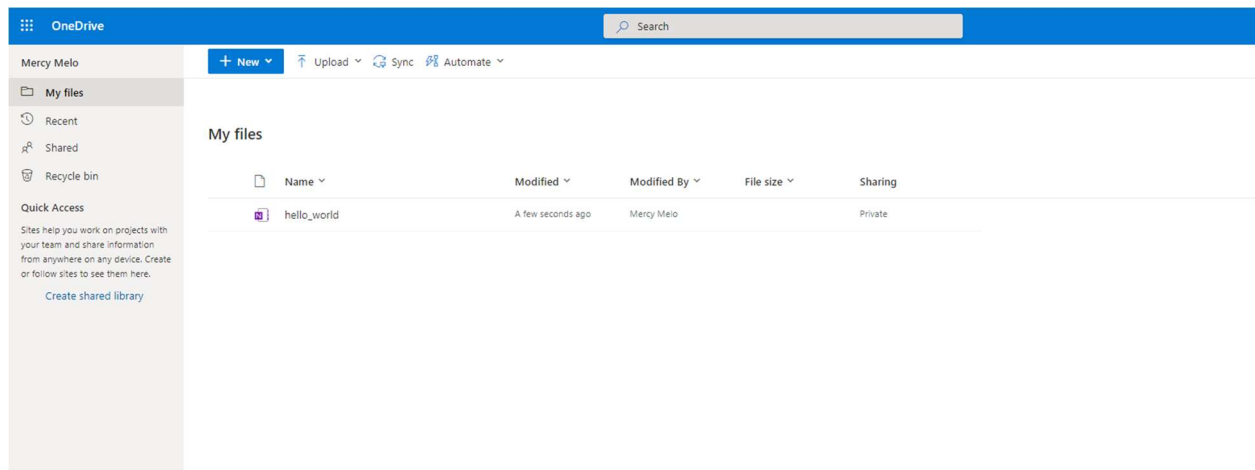 OneDrive
Search
Mercy Melo
My files
Recent
Shared
Recycle bin
Quick Access
Sites help you work on projects with
your team and share information
from anywhere on any device. Create
or follow sites to see them here.
Create shared library
New Upload Sync Automate
My files
Name Modified Modified By File size Sharing
hello_world A few seconds ago Mercy Melo Private